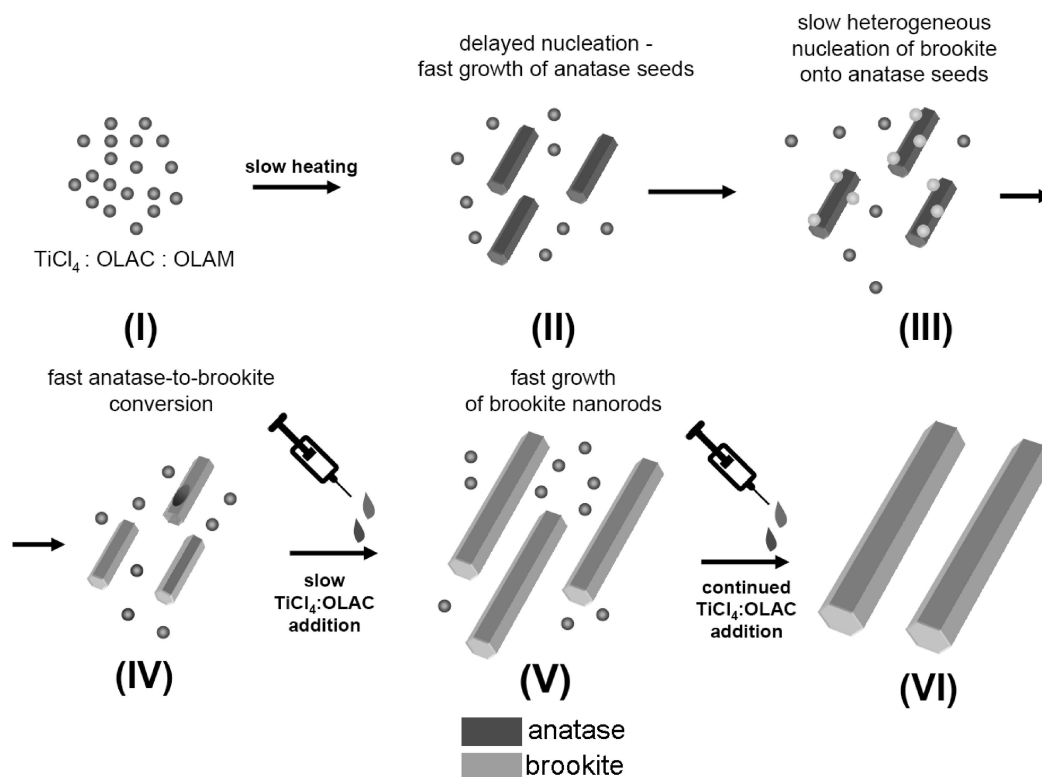 delayed nucleation -
fast growth of anatase seeds
slow heterogeneous
nucleation of brookite
onto anatase seeds
slow heating
TiCl4 : OLAC : OLAM
(I)
(II)
(III)
fast anatase-to-brookite
conversion
fast growth
of brookite nanorods
slow
TiCl4:OLAC
addition
continued
TiCl4:OLAC
addition
(IV)
(V)
(VI)
anatase
brookite